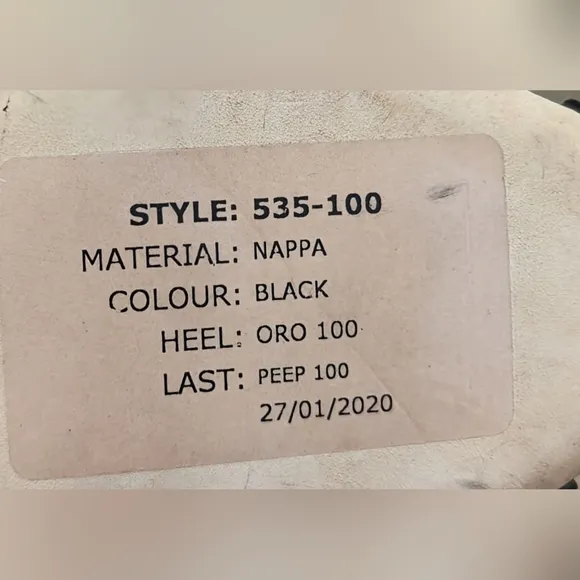 STYLE: 535-100
MATERIAL: NAPPA
COLOUR: BLACK
HEEL: ORO 100
LAST: PEEP 100
27/01/2020